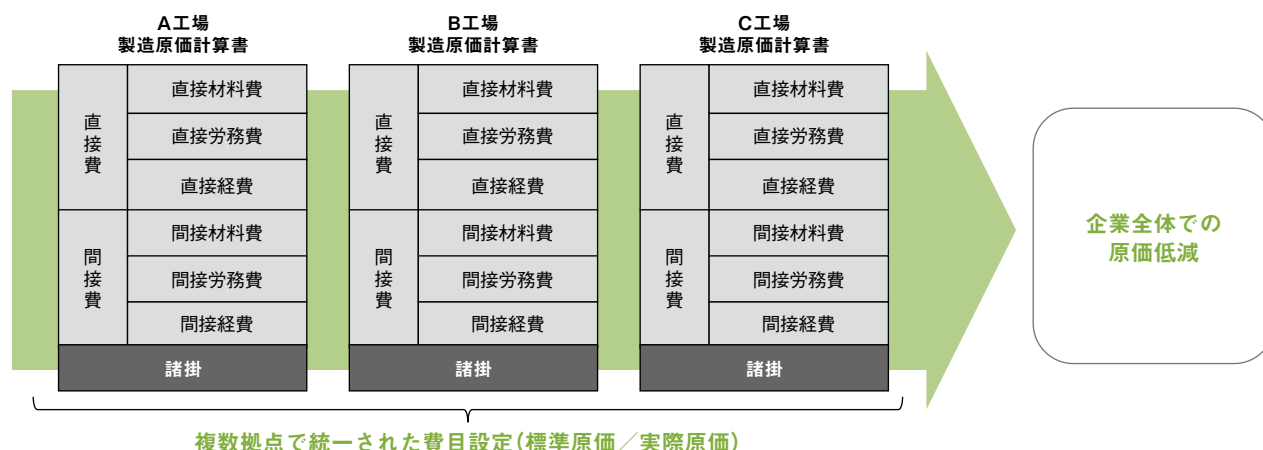 A工場
製造原価計算書
直接費
直接材料費
直接労務費
直接経費
間接費
間接材料費
間接労務費
間接経費
諸掛
B工場
製造原価計算書
直接費
直接材料費
直接労務費
直接経費
間接費
間接材料費
間接労務費
間接経費
諸掛
C工場
製造原価計算書
直接費
直接材料費
直接労務費
直接経費
間接費
間接材料費
間接労務費
間接経費
諸掛
企業全体での
原価低減
複数拠点で統一された費目設定(標準原価／実際原価)